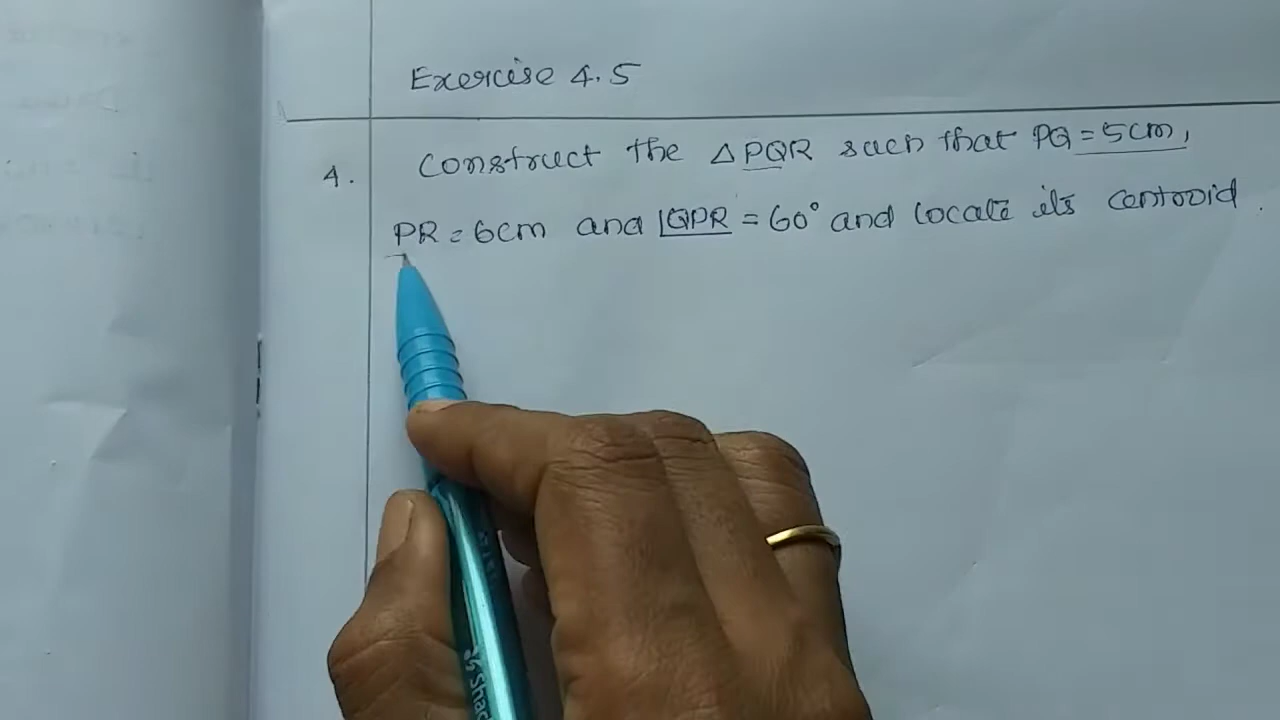 Exercise 4.5
4. Construct the △PQR such that PQ = 5cm,
PR = 6cm and ∠QPR = 60° and locate its centroid.